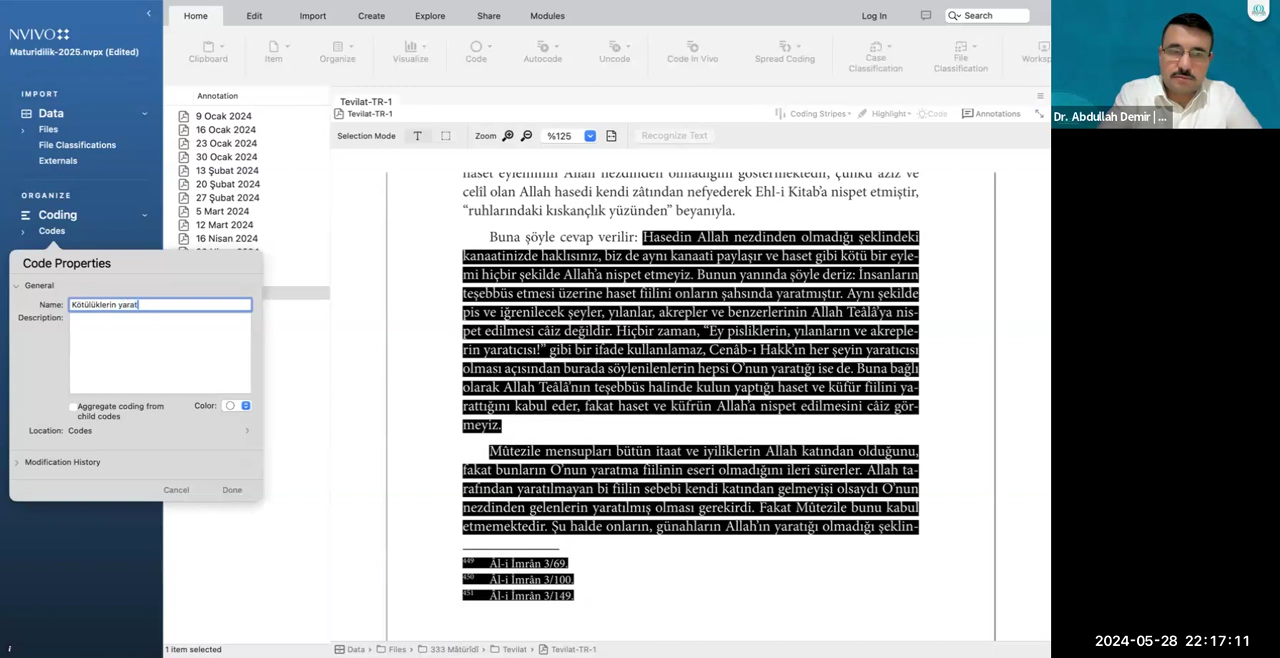 Home
Edit
Import
Create
Explore
Share
Modules
Log In
Search
NVIVO
Maturidilik-2025.nvpx (Edited)
Clipboard
Item
Organize
Visualize
Code
Autocode
Uncode
Code In Vivo
Spread Coding
Case
Classification
File
Classification
IMPORT
Data
Files
File Classifications
Externals
ORGANIZE
Coding
Codes
Annotation
9 Ocak 2024
16 Ocak 2024
23 Ocak 2024
30 Ocak 2024
13 Şubat 2024
20 Şubat 2024
27 Şubat 2024
5 Mart 2024
12 Mart 2024
16 Nisan 2024
Code Properties
General
Name: Kötülüklerin yarat
Description:
Aggregate coding from
child codes
Color:
Location: Codes
Modification History
Cancel
Done
1 item selected
Tevilat-TR-1
Tevilat-TR-1
Coding Stripes
Highlight
Code
Annotations
Selection Mode
T
Zoom
%125
Recognize Text
haset eyleminin Allah nezdinden olmadığını göstermektedir, çünkü azîz ve
celîl olan Allah hasedi kendi zâtından nefyederek Ehl-i Kitab’a nispet etmiştir,
“ruhlarındaki kıskançlık yüzünden” beyanıyla.
Buna şöyle cevap verilir: Hasedin Allah nezdinden olmadığı şeklindeki
kanaatinizde haklısınız, biz de aynı kanaati paylaşır ve haset gibi kötü bir eyle-
mi hiçbir şekilde Allah’a nispet etmeyiz. Bunun yanında şöyle deriz: İnsanların
teşebbüs etmesi üzerine haset fiilini onların şahsında yaratmıştır. Aynı şekilde
pis ve iğrenilecek şeyler, yılanlar, akrepler ve benzerlerinin Allah Teâlâ’ya nis-
pet edilmesi câiz değildir. Hiçbir zaman, “Ey pisliklerin, yılanların ve akreple-
rin yaratıcısı!” gibi bir ifade kullanılamaz, Cenâb-ı Hakk’ın her şeyin yaratıcısı
olması açısından burada söylenilenlerin hepsi O’nun yaratığı ise de. Buna bağlı
olarak Allah Teâlâ’nın teşebbüs halinde kulun yaptığı haset ve küfür fiilini ya-
rattığını kabul eder, fakat haset ve küfrün Allah’a nispet edilmesini câiz gör-
meyiz.
Mûtezile mensupları bütün itaat ve iyiliklerin Allah katından olduğunu,
fakat bunların O’nun yaratma fiilinin eseri olmadığını ileri sürerler. Allah ta-
rafından yaratılmayan bi fiilin sebebi kendi katından gelmeyişi olsaydı O’nun
nezdinden gelenlerin yaratılmış olması gerekirdi. Fakat Mûtezile bunu kabul
etmemektedir. Şu halde onların, günahların Allah’ın yaratığı olmadığı şeklin-
449 Âl-i İmrân 3/69.
450 Âl-i İmrân 3/100.
451 Âl-i İmrân 3/149.
Data
Files
333 Mâtürîdî
Tevilat
Tevilat-TR-1
Dr. Abdullah Demir | ...
2024-05-28 22:17:11